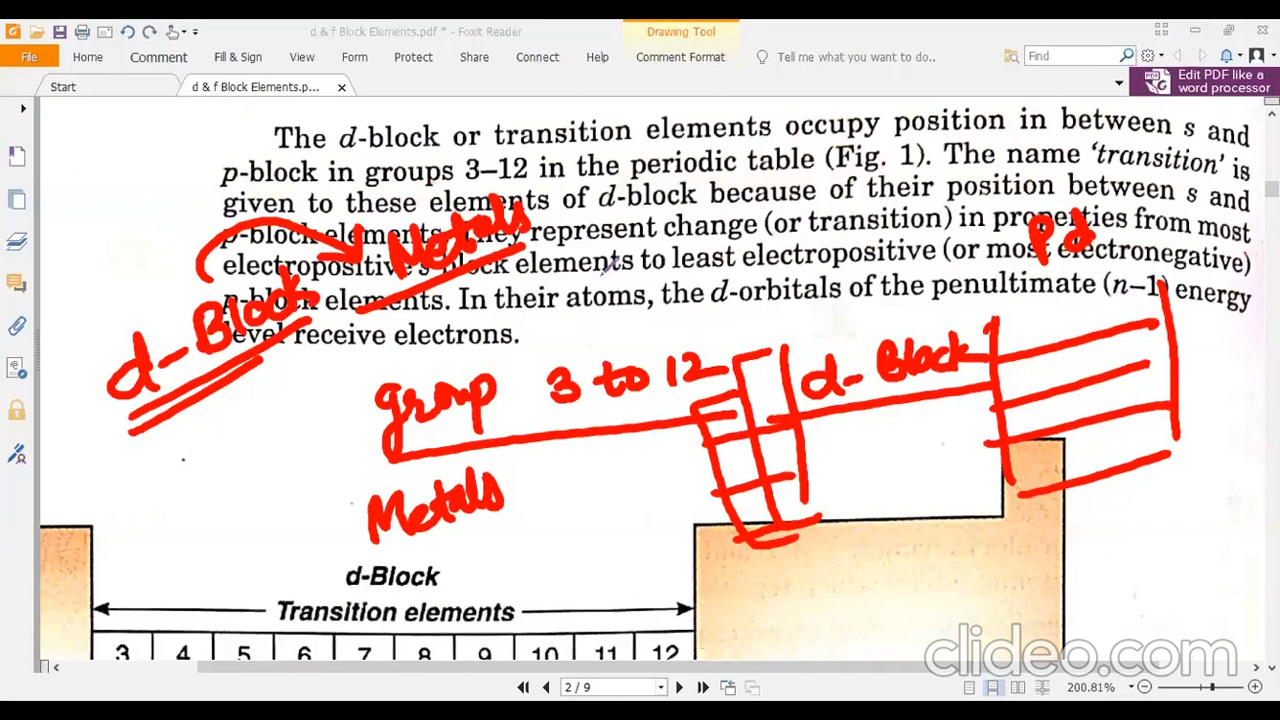 d & f Block Elements.pdf * - Foxit Reader
Drawing Tool
File Home Comment Fill & Sign View Form Protect Share Connect Help Comment Format Tell me what you want to do.. Find
Start d & f Block Elements.p... Edit PDF like a
word processor
The d-block or transition elements occupy position in between s and
p-block in groups 3–12 in the periodic table (Fig. 1). The name ‘transition’ is
given to these elements of d-block because of their position between s and
p-block elements. They represent change (or transition) in properties from most
electropositive s-block elements to least electropositive (or most electronegative)
p-block elements. In their atoms, the d-orbitals of the penultimate (n–1) energy
level receive electrons.
Metals
d-Block
group 3 to 12
d-Block
Metals
d-Block
Transition elements
3 4 5 6 7 8 9 10 11 12
clideo.com
2 / 9
200.81%